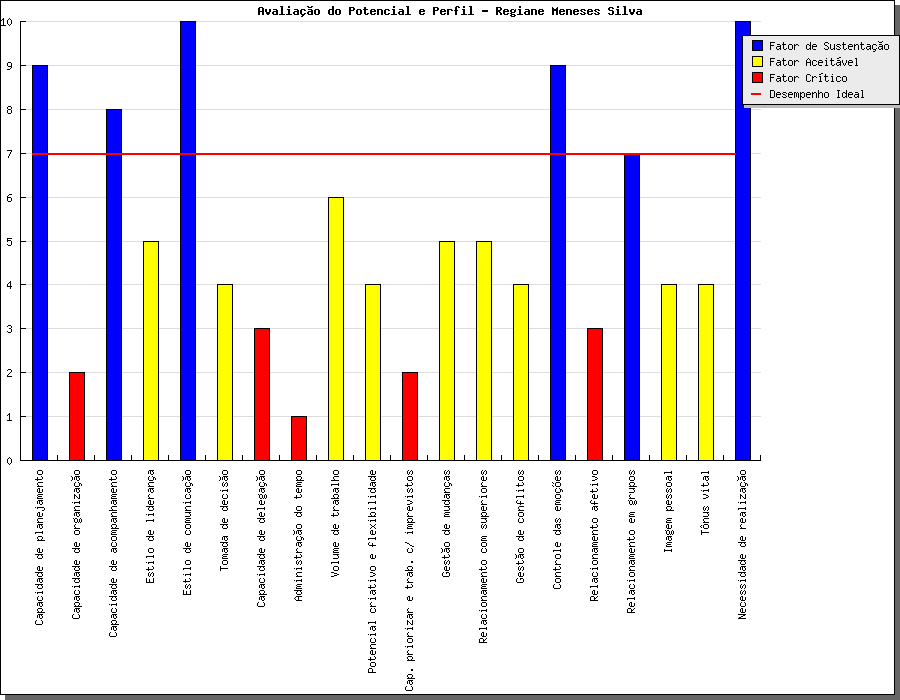 Avaliação do Potencial e Perfil - Regiane Meneses Silva
Fator de Sustentação
Fator Aceitável
Fator Crítico
Desempenho Ideal
10
9
8
7
6
5
4
3
2
1
0
Capacidade de planejamento
Capacidade de organização
Capacidade de acompanhamento
Estilo de liderança
Estilo de comunicação
Tomada de decisão
Capacidade de delegação
Administração do tempo
Volume de trabalho
Potencial criativo e flexibilidade
Cap. priorizar e trab. c/ imprevistos
Gestão de mudanças
Relacionamento com superiores
Gestão de conflitos
Controle das emoções
Relacionamento afetivo
Relacionamento em grupos
Imagem pessoal
Tônus vital
Necessidade de realização